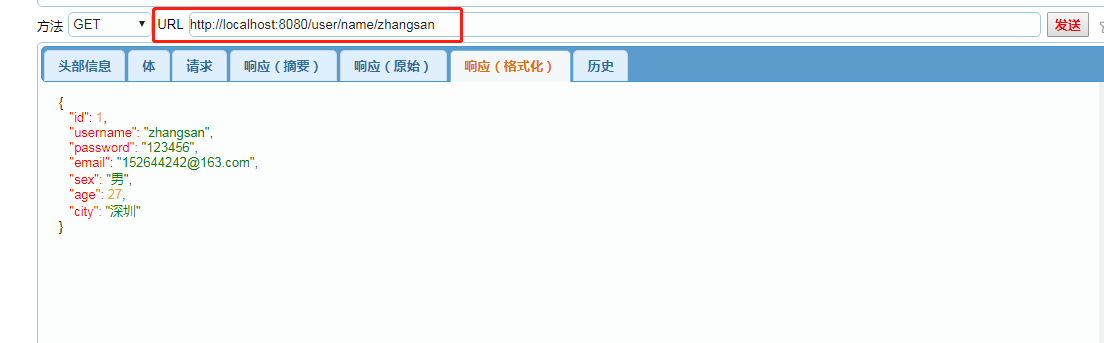 方法 GET URL http://localhost:8080/user/name/zhangsan 发送
头部信息 体 请求 响应（摘要） 响应（原始） 响应（格式化） 历史
{
"id": 1,
"username": "zhangsan",
"password": "123456",
"email": "152644242@163.com",
"sex": "男",
"age": 27,
"city": "深圳"
}